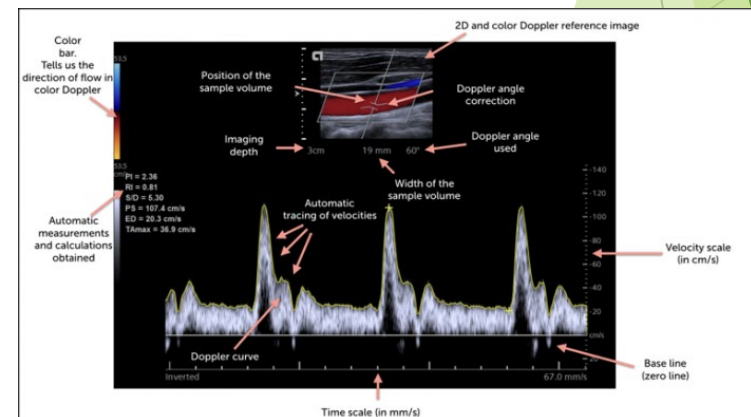 2D and color Doppler reference image
Color
bar.
Tells us the
direction of flow in
color Doppler
53,5
Position of the
sample volume
Doppler angle
correction
Imaging
depth
Doppler angle
used
3cm 19 mm 60°
53,5
cm/s
Width of the
sample volume
PI = 2.36
RI = 0.81
S/D = 5.30
PS = 107.4 cm/s
ED = 20.3 cm/s
TAmax = 36.9 cm/s
Automatic
measurements
and calculations
obtained
Automatic
tracing of velocities
-140
-120
-100
-80
-60
-40
-20
cm/s
20
Velocity scale
(in cm/s)
Doppler curve
Base line
(zero line)
Inverted 67.0 mm/s
Time scale (in mm/s)